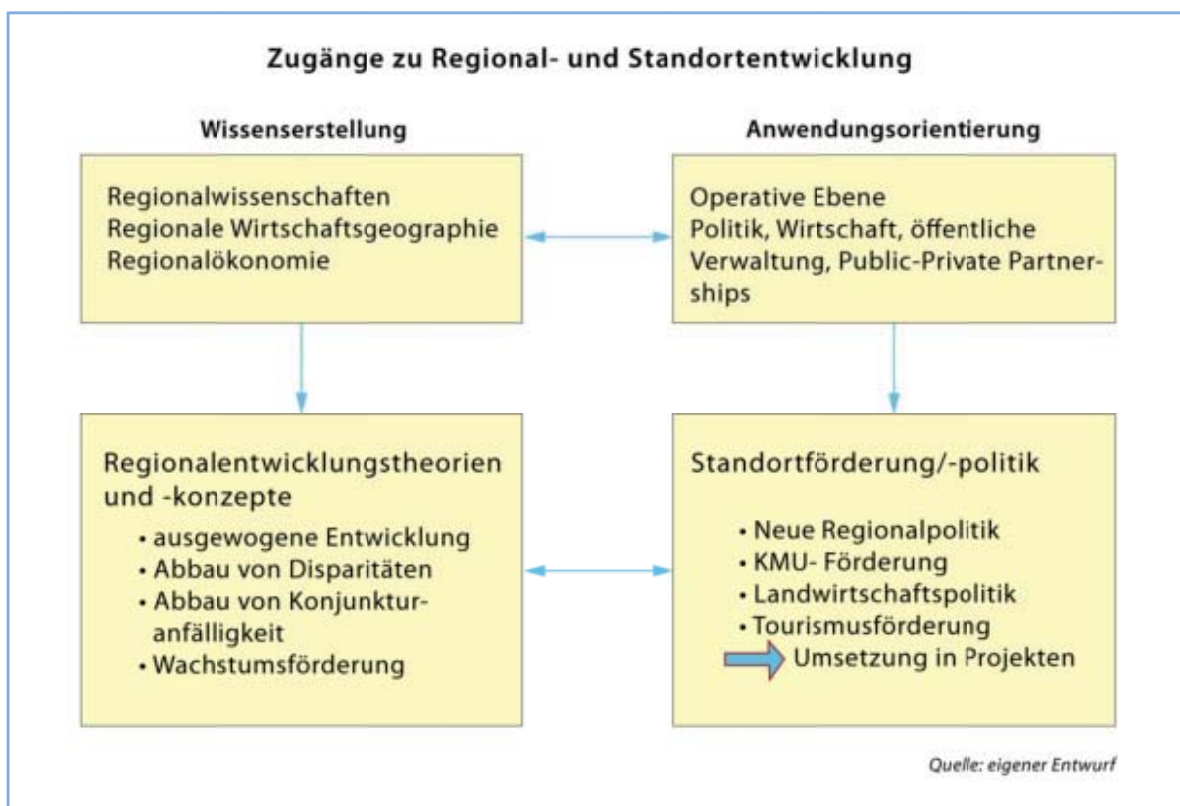 Zugänge zu Regional- und Standortentwicklung
Wissenserstellung
Regionalwissenschaften
Regionale Wirtschaftsgeographie
Regionalökonomie
Anwendungsorientierung
Operative Ebene
Politik, Wirtschaft, öffentliche
Verwaltung, Public-Private Partner-
ships
Regionalentwicklungstheorien
und -konzepte
• ausgewogene Entwicklung
• Abbau von Disparitäten
• Abbau von Konjunktur-
anfälligkeit
• Wachstumsförderung
Standortförderung/-politik
• Neue Regionalpolitik
• KMU- Förderung
• Landwirtschaftspolitik
• Tourismusförderung
Umsetzung in Projekten
Quelle: eigener Entwurf